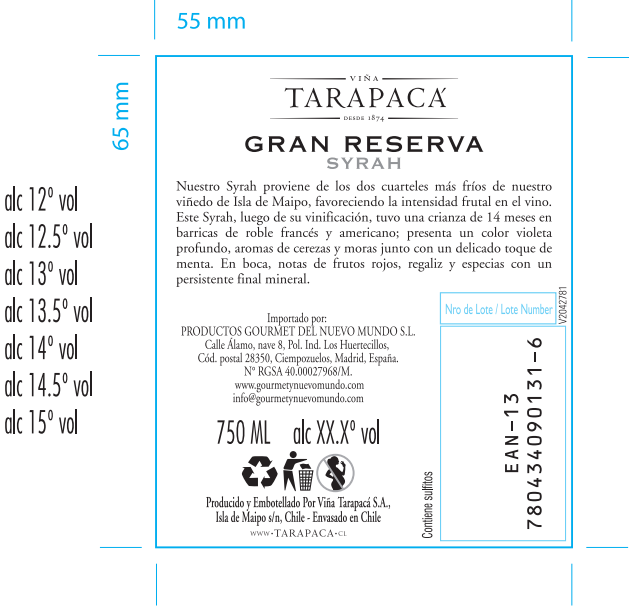 55 mm
65 mm
VIÑA
TARAPACÁ
DESDE 1874
GRAN RESERVA
SYRAH
Nuestro Syrah proviene de los dos cuarteles más fríos de nuestro
viñedo de Isla de Maipo, favoreciendo la intensidad frutal en el vino.
Este Syrah, luego de su vinificación, tuvo una crianza de 14 meses en
barricas de roble francés y americano; presenta un color violeta
profundo, aromas de cerezas y moras junto con un delicado toque de
menta. En boca, notas de frutos rojos, regaliz y especias con un
persistente final mineral.
alc 12º vol
alc 12.5º vol
alc 13º vol
alc 13.5º vol
alc 14º vol
alc 14.5º vol
alc 15º vol
Importado por:
PRODUCTOS GOURMET DEL NUEVO MUNDO S.L.
Calle Álamo, nave 8, Pol. Ind. Los Huertecillos,
Cód. postal 28350, Ciempozuelos, Madrid, España.
Nº RGSA 40.00027968/M.
www.gourmetynuevomundo.com
info@gourmetynuevomundo.com
750 ML alc XX.Xº vol
Producido y Embotellado Por Viña Tarapacá S.A.,
Isla de Maipo s/n, Chile - Envasado en Chile
WWW•TARAPACA•CL
Contiene sulfitos
Nro de Lote / Lote Number
V2042781
EAN-13
7804340901316-6